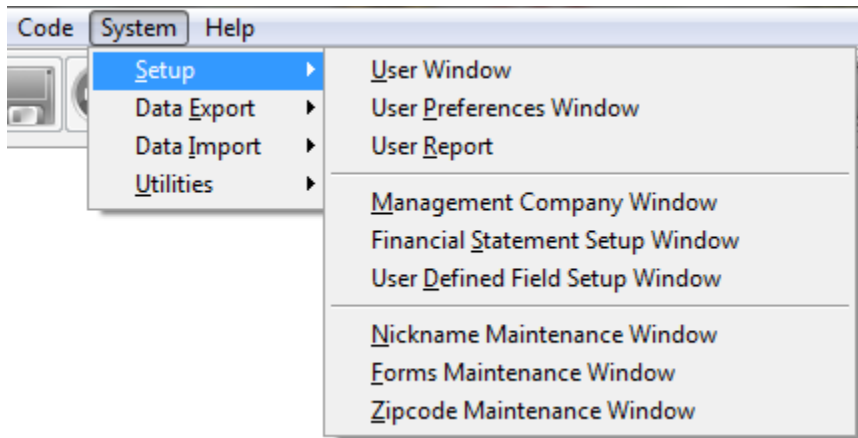 Code System Help
Setup
Data Export
Data Import
Utilities
User Window
User Preferences Window
User Report
Management Company Window
Financial Statement Setup Window
User Defined Field Setup Window
Nickname Maintenance Window
Forms Maintenance Window
Zipcode Maintenance Window